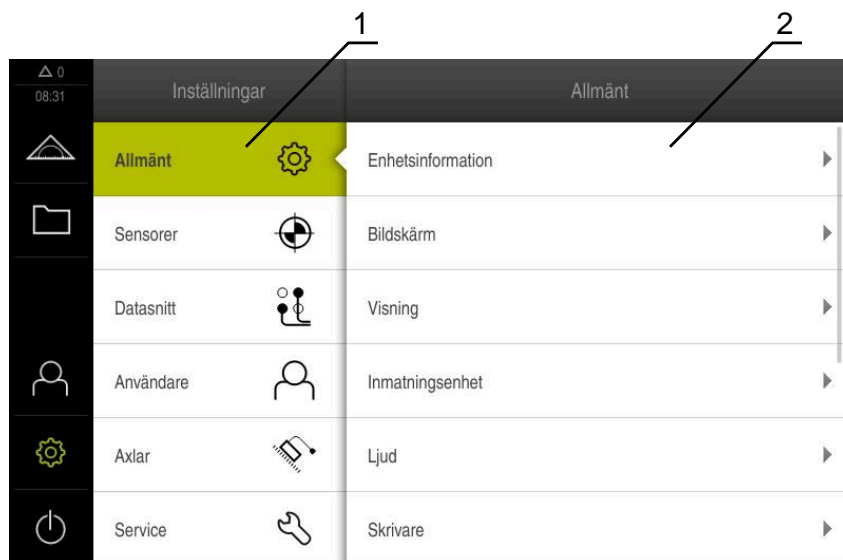 1
2
△ 0
08:31
Inställningar
Allmänt
Allmänt
Enhetsinformation
Sensorer
Bildskärm
Datasnitt
Visning
Användare
Inmatningsenhet
Axlar
Ljud
Service
Skrivare